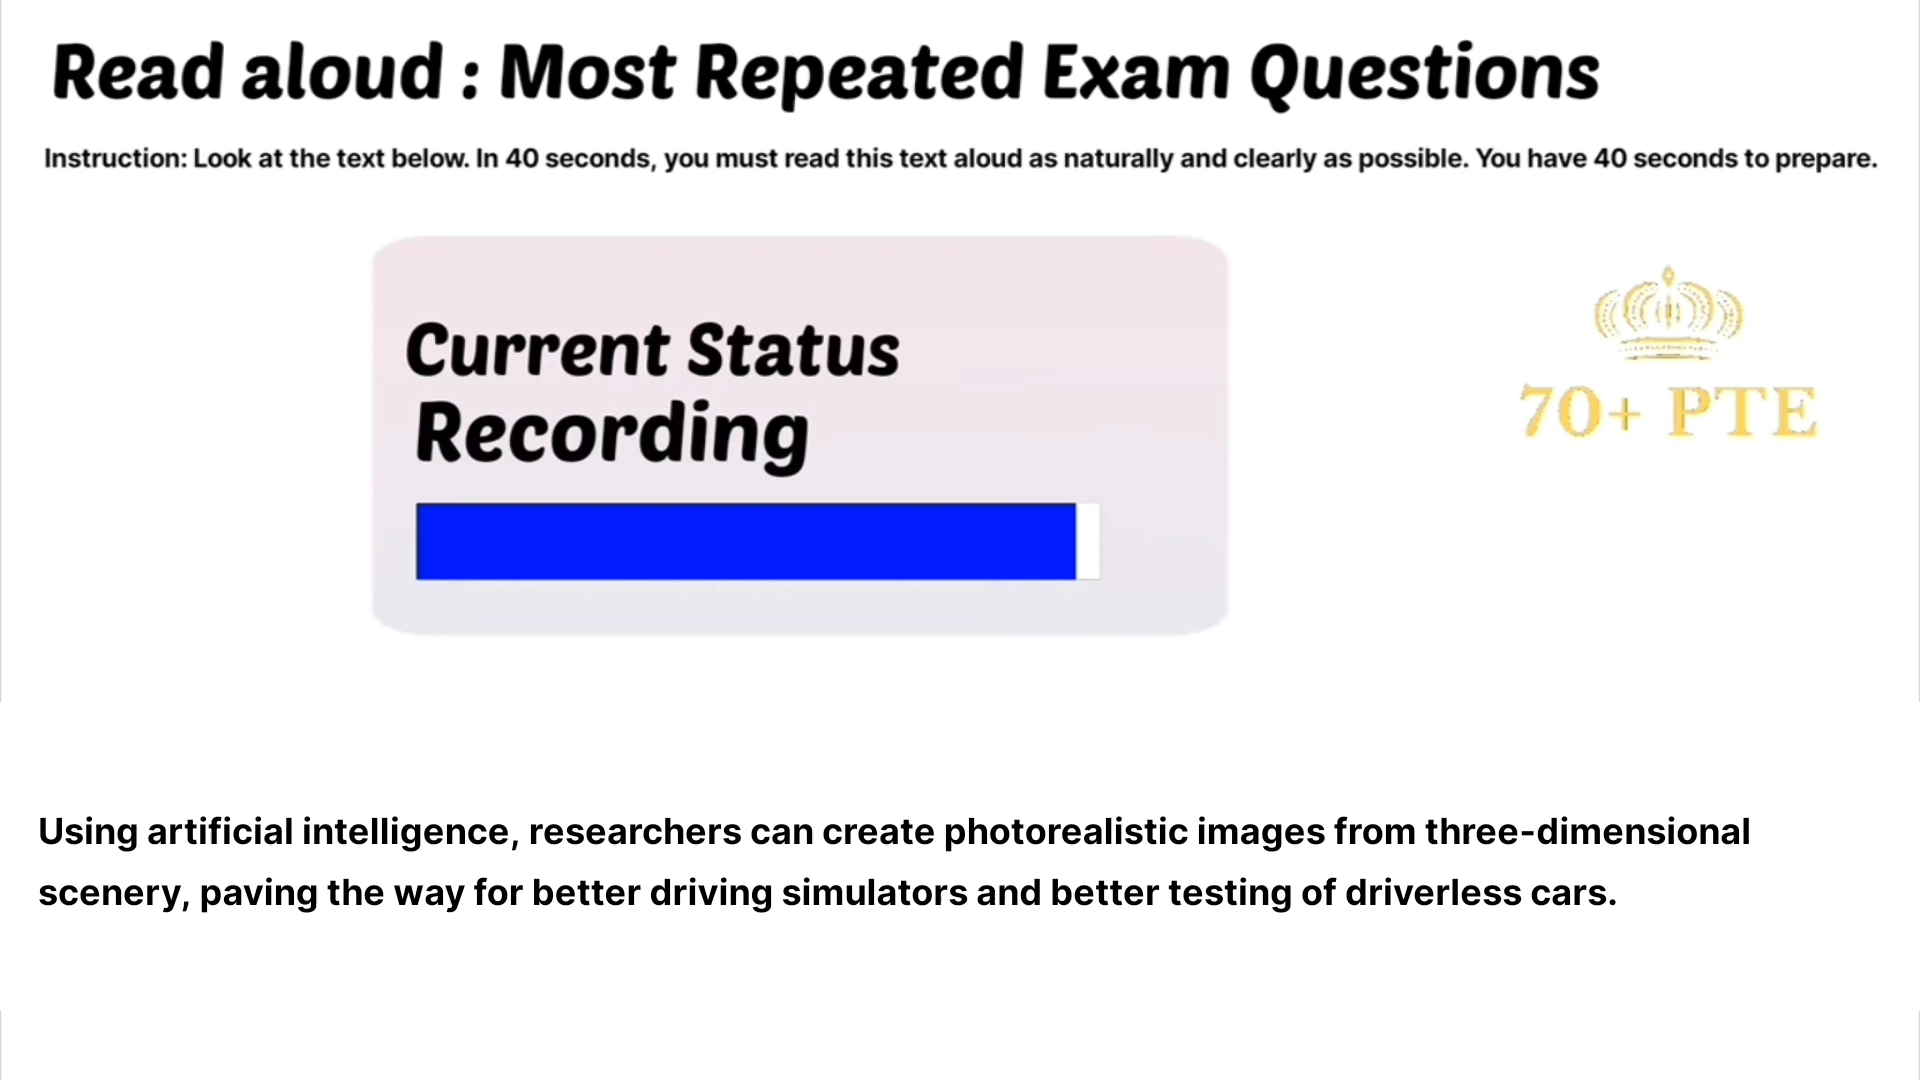 Read aloud : Most Repeated Exam Questions
Instruction: Look at the text below. In 40 seconds, you must read this text aloud as naturally and clearly as possible. You have 40 seconds to prepare.
Current Status
Recording
70+ PTE
Using artificial intelligence, researchers can create photorealistic images from three-dimensional
scenery, paving the way for better driving simulators and better testing of driverless cars.